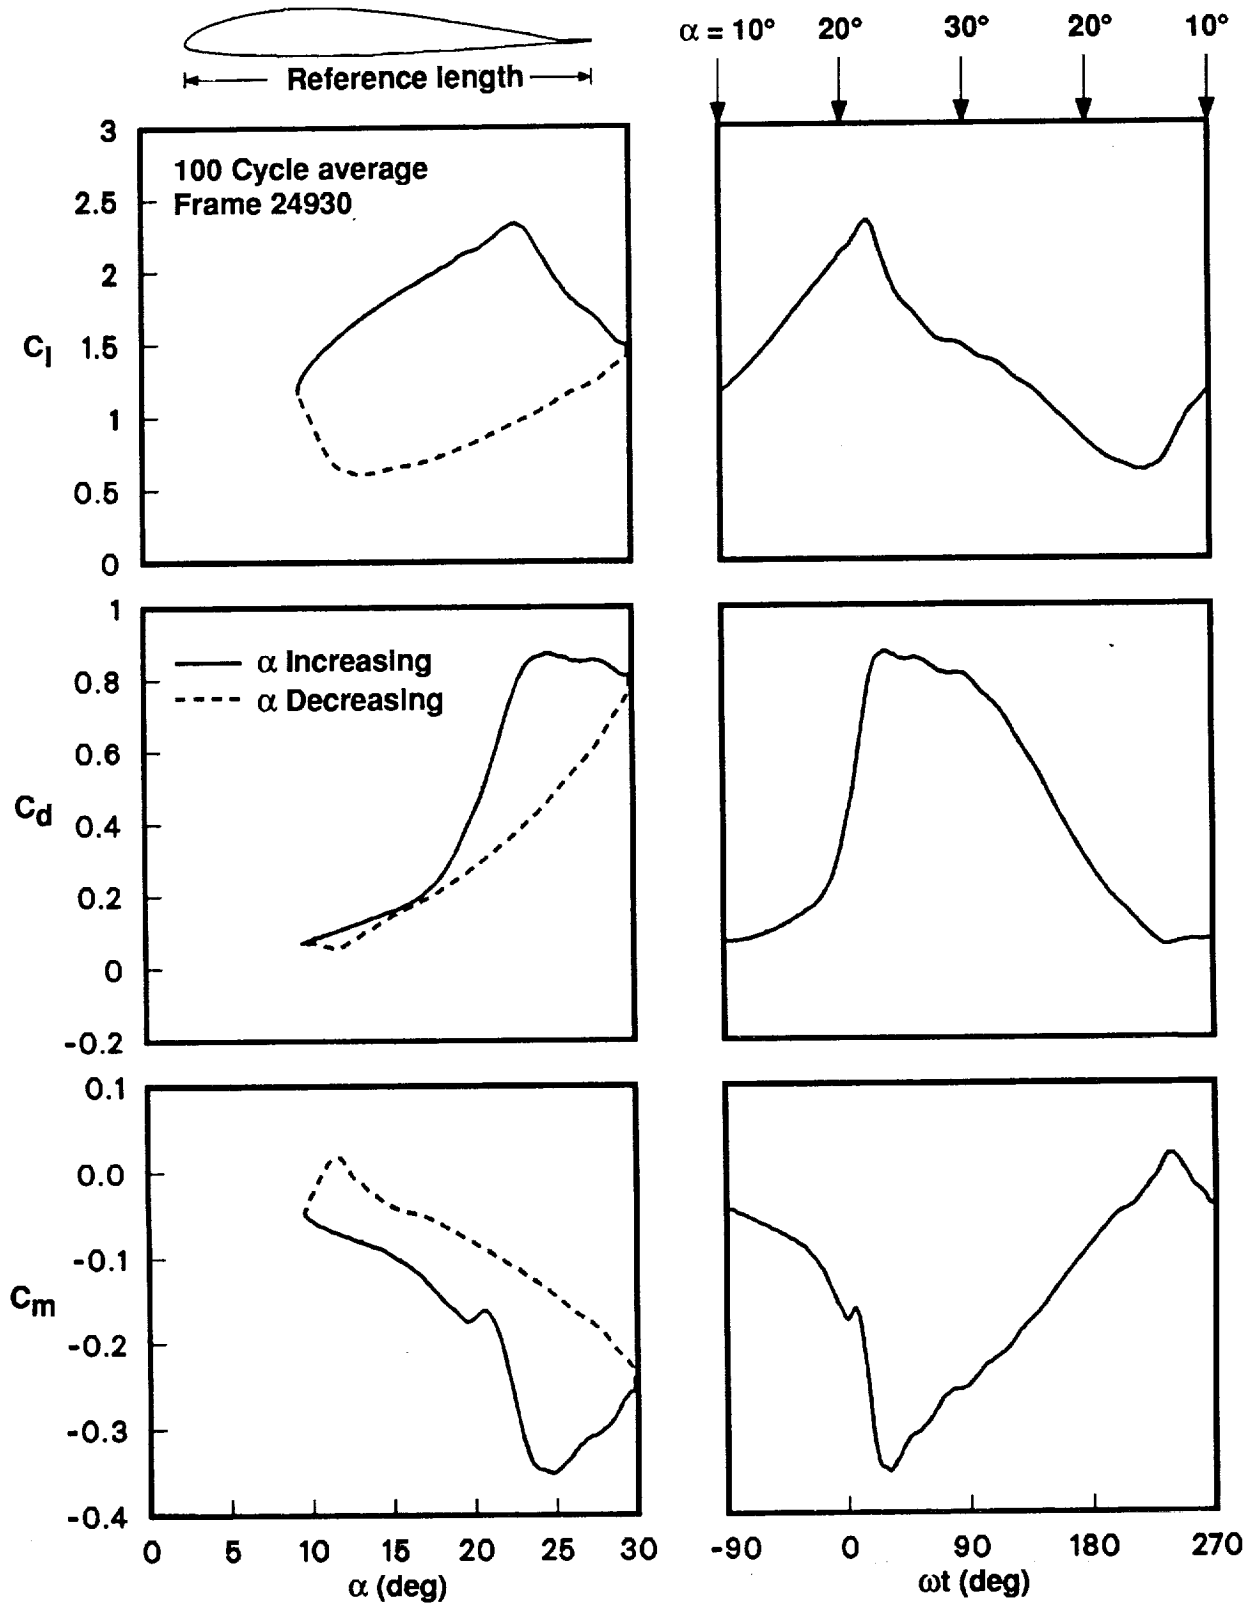 α = 10° 20° 30° 20° 10°
Reference length
3
2.5
2
1.5
1
0.5
0
Cl
100 Cycle average
Frame 24930
1
0.8
0.6
0.4
0.2
0
-0.2
Cd
α Increasing
α Decreasing
0.1
0.0
-0.1
-0.2
-0.3
-0.4
Cm
0 5 10 15 20 25 30
α (deg)
-90 0 90 180 270
ωt (deg)